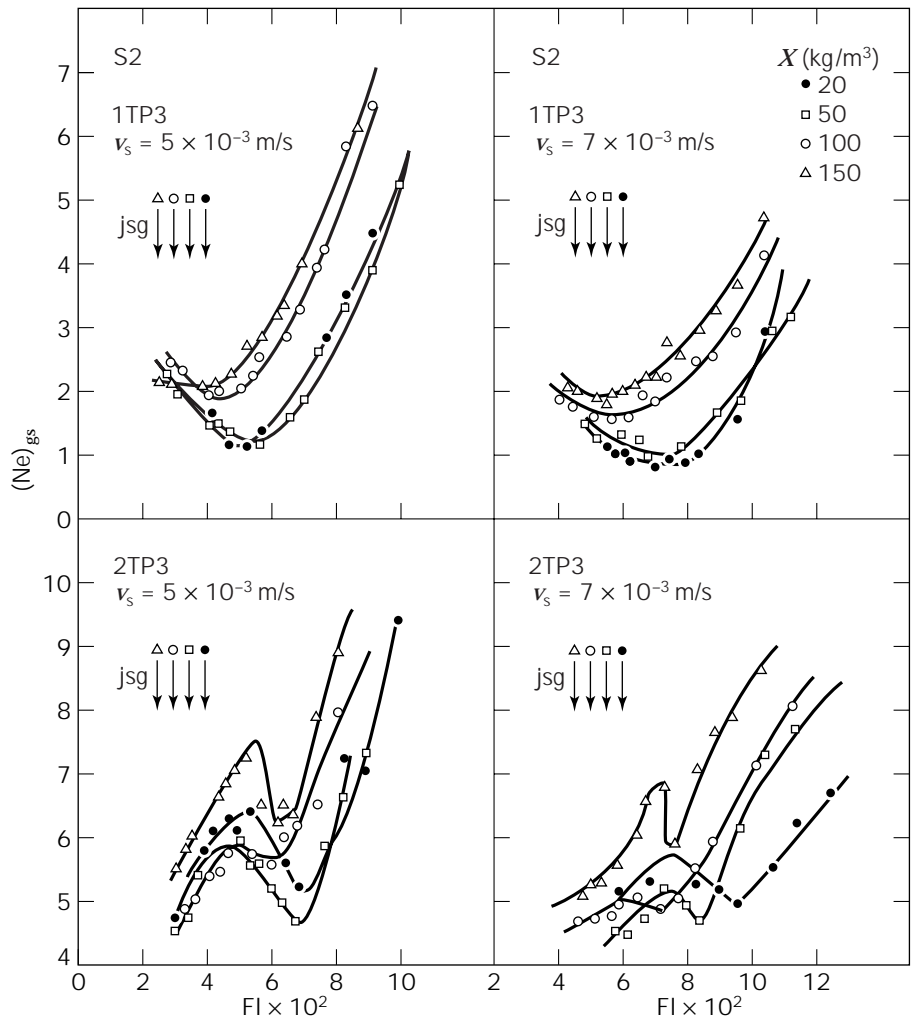 S2
1TP3
vₛ = 5 × 10⁻³ m/s
jsg
S2
1TP3
vₛ = 7 × 10⁻³ m/s
jsg
X (kg/m³)
20
50
100
150
7
6
5
4
3
2
1
0
(Ne)gs
2TP3
vₛ = 5 × 10⁻³ m/s
jsg
2TP3
vₛ = 7 × 10⁻³ m/s
jsg
10
9
8
7
6
5
4
0 2 4 6 8 10 2 4 6 8 10 12
Fl × 10² Fl × 10²